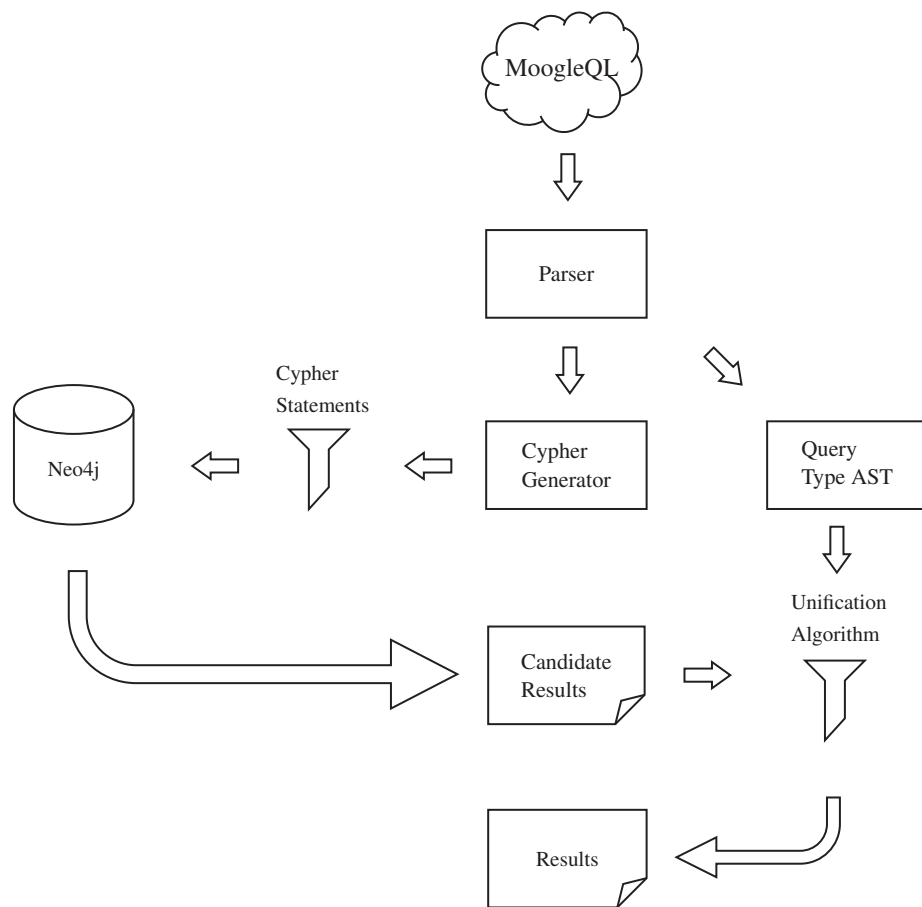 MoogleQL
Parser
Cypher
Statements
Neo4j
Cypher
Generator
Query
Type AST
Unification
Algorithm
Candidate
Results
Results